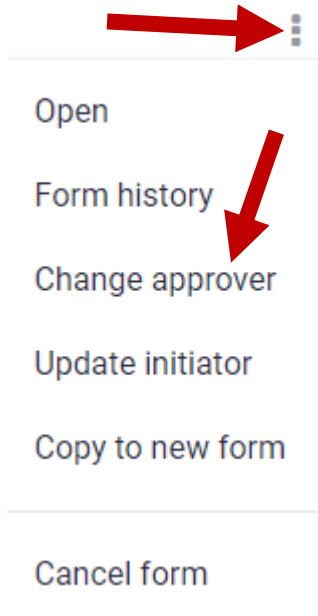 Open
Form history
Change approver
Update initiator
Copy to new form
Cancel form